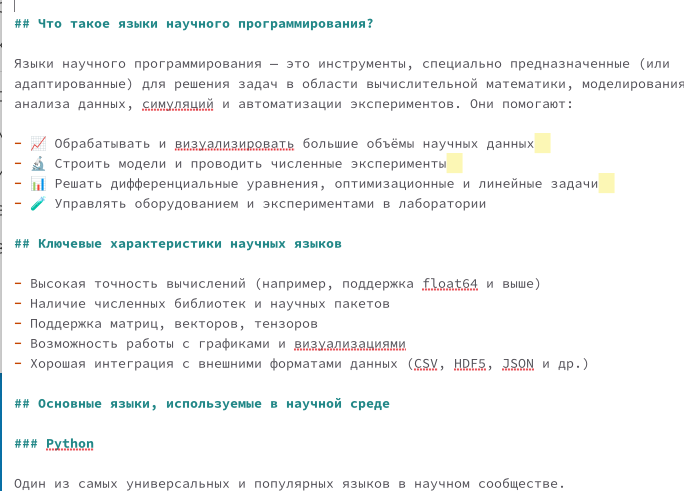 ## Что такое языки научного программирования?
Языки научного программирования — это инструменты, специально предназначенные (или
адаптированные) для решения задач в области вычислительной математики, моделирования
анализа данных, симуляций и автоматизации экспериментов. Они помогают:
- 📈 Обрабатывать и визуализировать большие объёмы научных данных
- 🔬 Строить модели и проводить численные эксперименты
- 📊 Решать дифференциальные уравнения, оптимизационные и линейные задачи
- 🧪 Управлять оборудованием и экспериментами в лаборатории
## Ключевые характеристики научных языков
- Высокая точность вычислений (например, поддержка float64 и выше)
- Наличие численных библиотек и научных пакетов
- Поддержка матриц, векторов, тензоров
- Возможность работы с графиками и визуализациями
- Хорошая интеграция с внешними форматами данных (CSV, HDF5, JSON и др.)
## Основные языки, используемые в научной среде
### Python
Один из самых универсальных и популярных языков в научном сообществе.